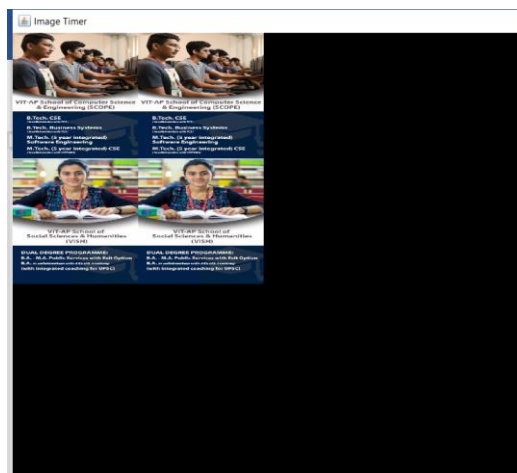 Image Timer
VIT-AP School of Computer Science
& Engineering (SCOPE)
B.Tech. CSE
B.Tech. Business Systems
M.Tech. (5 year integrated)
Software Engineering
M.Tech. (5 year integrated) CSE
VIT-AP School of Computer Science
& Engineering (SCOPE)
B.Tech. CSE
B.Tech. Business Systems
M.Tech. (5 year integrated)
Software Engineering
M.Tech. (5 year integrated) CSE
VIT-AP School of
Social Sciences & Humanities
(VISH)
DUAL DEGREE PROGRAMME:
B.A. - M.A. Public Services with Exit Option
(with integrated coaching for UPSC)
VIT-AP School of
Social Sciences & Humanities
(VISH)
DUAL DEGREE PROGRAMME:
B.A. - M.A. Public Services with Exit Option
(with integrated coaching for UPSC)